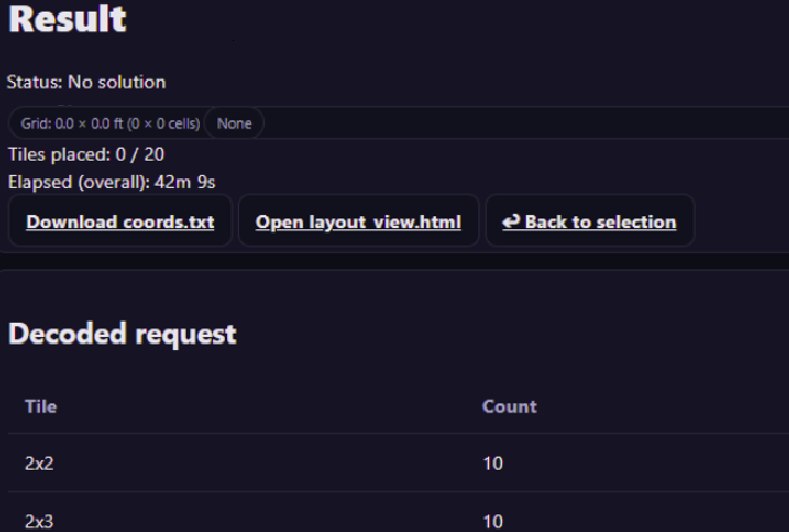 Result
Status: No solution
Grid: 0.0 × 0.0 ft (0 × 0 cells) None
Tiles placed: 0 / 20
Elapsed (overall): 42m 9s
Download coords.txt Open layout_view.html ↩ Back to selection
Decoded request
Tile Count
2x2 10
2x3 10